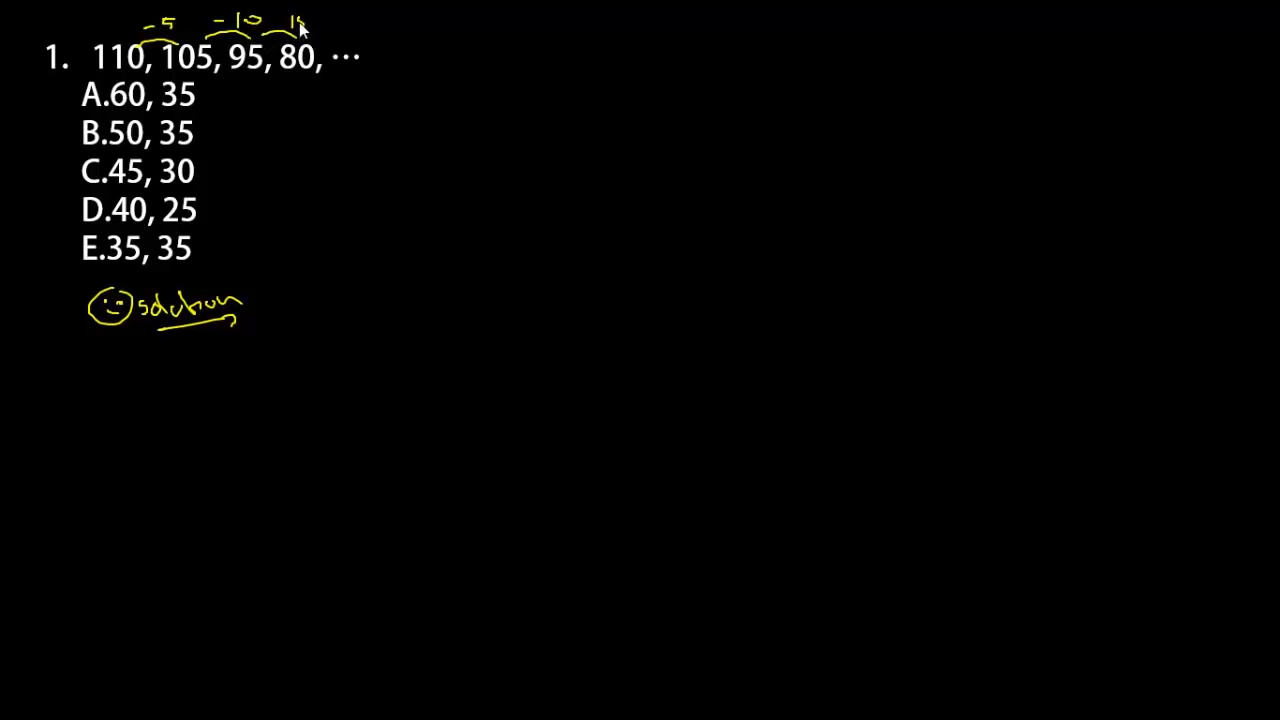 -5 -10 15
1. 110, 105, 95, 80, ⋯
A.60, 35
B.50, 35
C.45, 30
D.40, 25
E.35, 35
solution